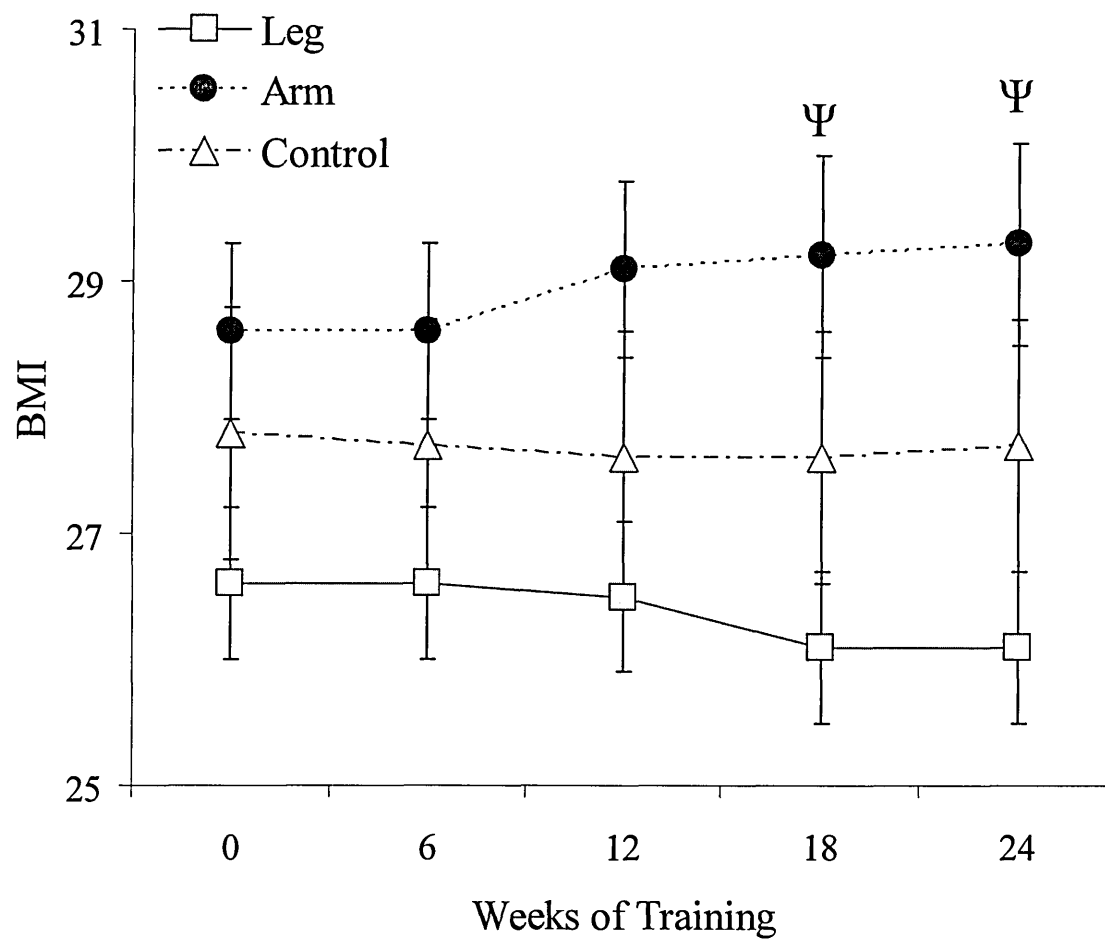 31
Leg
Arm
Control
Ψ
Ψ
29
27
25
BMI
0 6 12 18 24
Weeks of Training